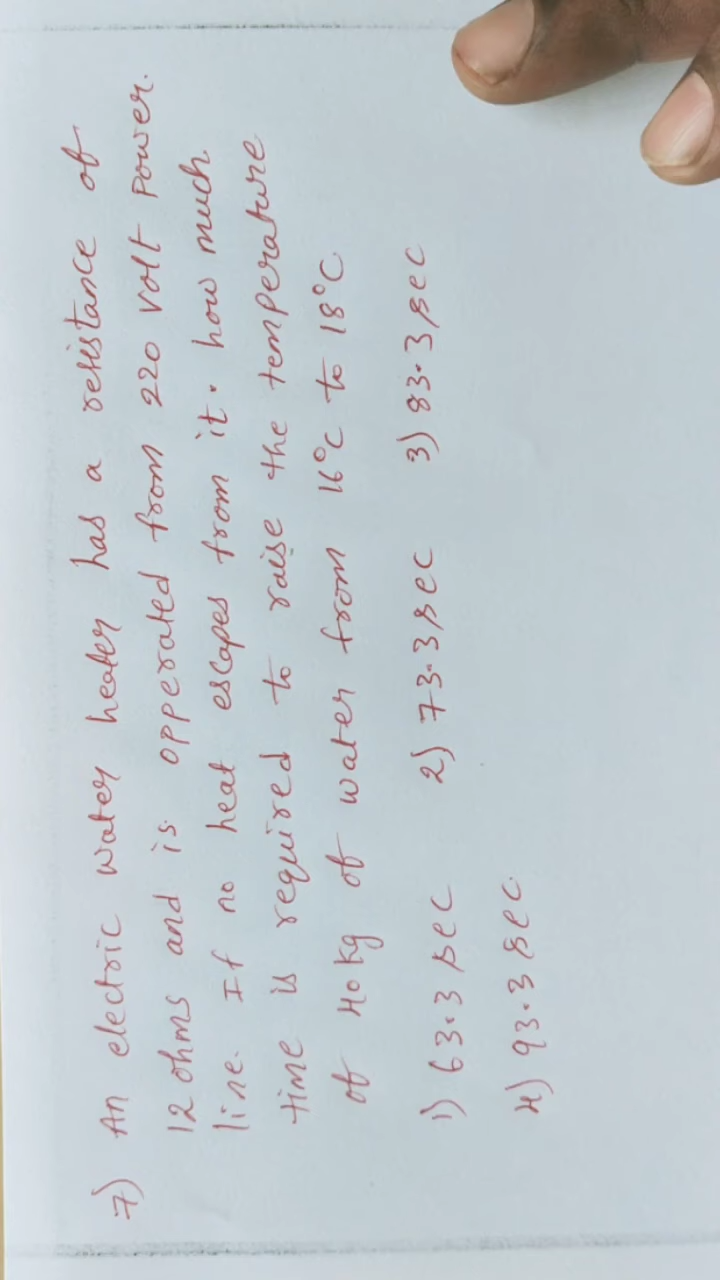 7) An electric water heater has a resistance of
12 ohms and is opperated from 220 volt power.
line. If no heat escapes from it. how much
time is required to raise the temperature
of 40kg of water from 16°C to 18°C
1) 63.3 sec 2) 73.3 sec 3) 83.3 sec
4) 93.3 sec.